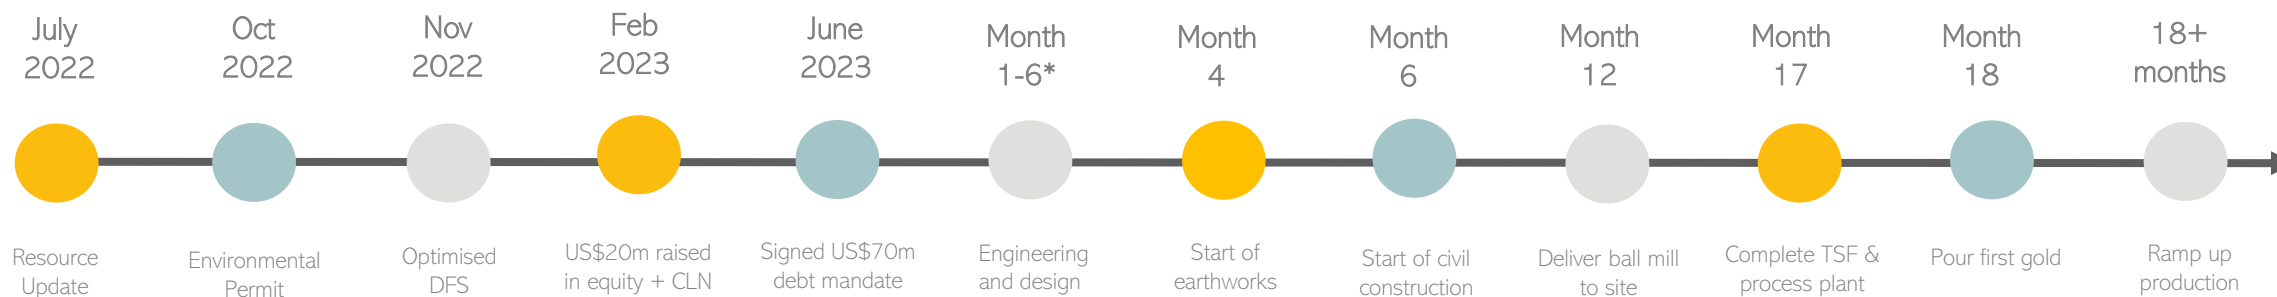 July
2022
Oct
2022
Nov
2022
Feb
2023
June
2023
Month
1-6*
Month
4
Month
6
Month
12
Month
17
Month
18
18+
months
Resource
Update
Environmental
Permit
Optimised
DFS
US$20m raised
in equity + CLN
Signed US$70m
debt mandate
Engineering
and design
Start of
earthworks
Start of civil
construction
Deliver ball mill
to site
Complete TSF &
process plant
Pour first gold
Ramp up
production